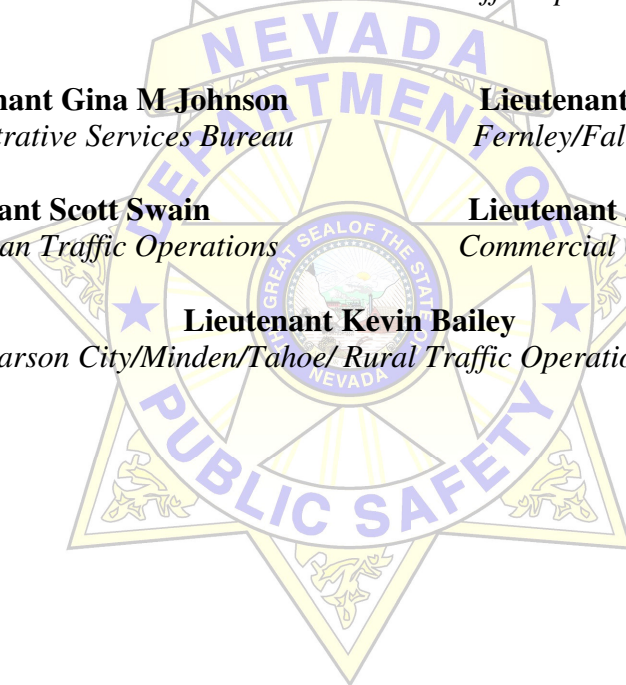 NEVADA
DEPARTMENT OF
nant Gina M Johnson Lieutenant
trative Services Bureau Fernley/Fal
ant Scott Swain Lieutenant
an Traffic Operations Commercial
THE GREAT SEAL OF THE STATE OF
NEVADA
Lieutenant Kevin Bailey
arson City/Minden/Tahoe/ Rural Traffic Operatio
PUBLIC SAFETY